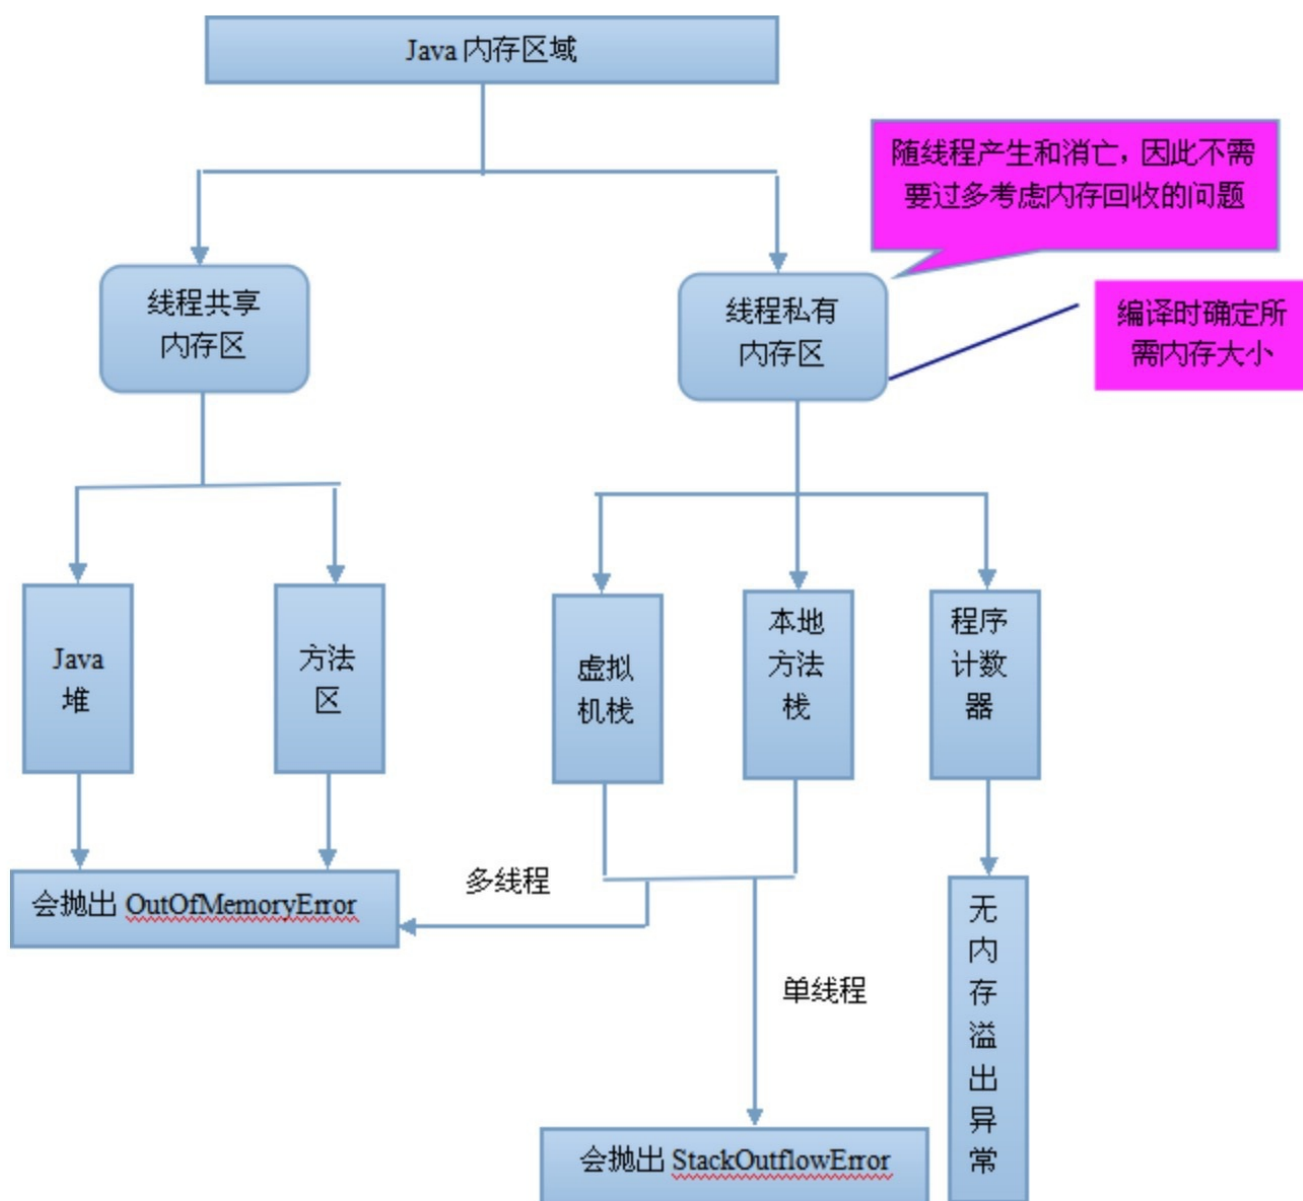 Java 内存区域
随线程产生和消亡，因此不需
要过多考虑内存回收的问题
线程共享
内存区
线程私有
内存区
编译时确定所
需内存大小
Java
堆
方法
区
虚拟
机栈
本地
方法
栈
程序
计数
器
会抛出 OutOfMemoryError
多线程
单线程
无
内
存
溢
出
异
常
会抛出 StackOutflowError